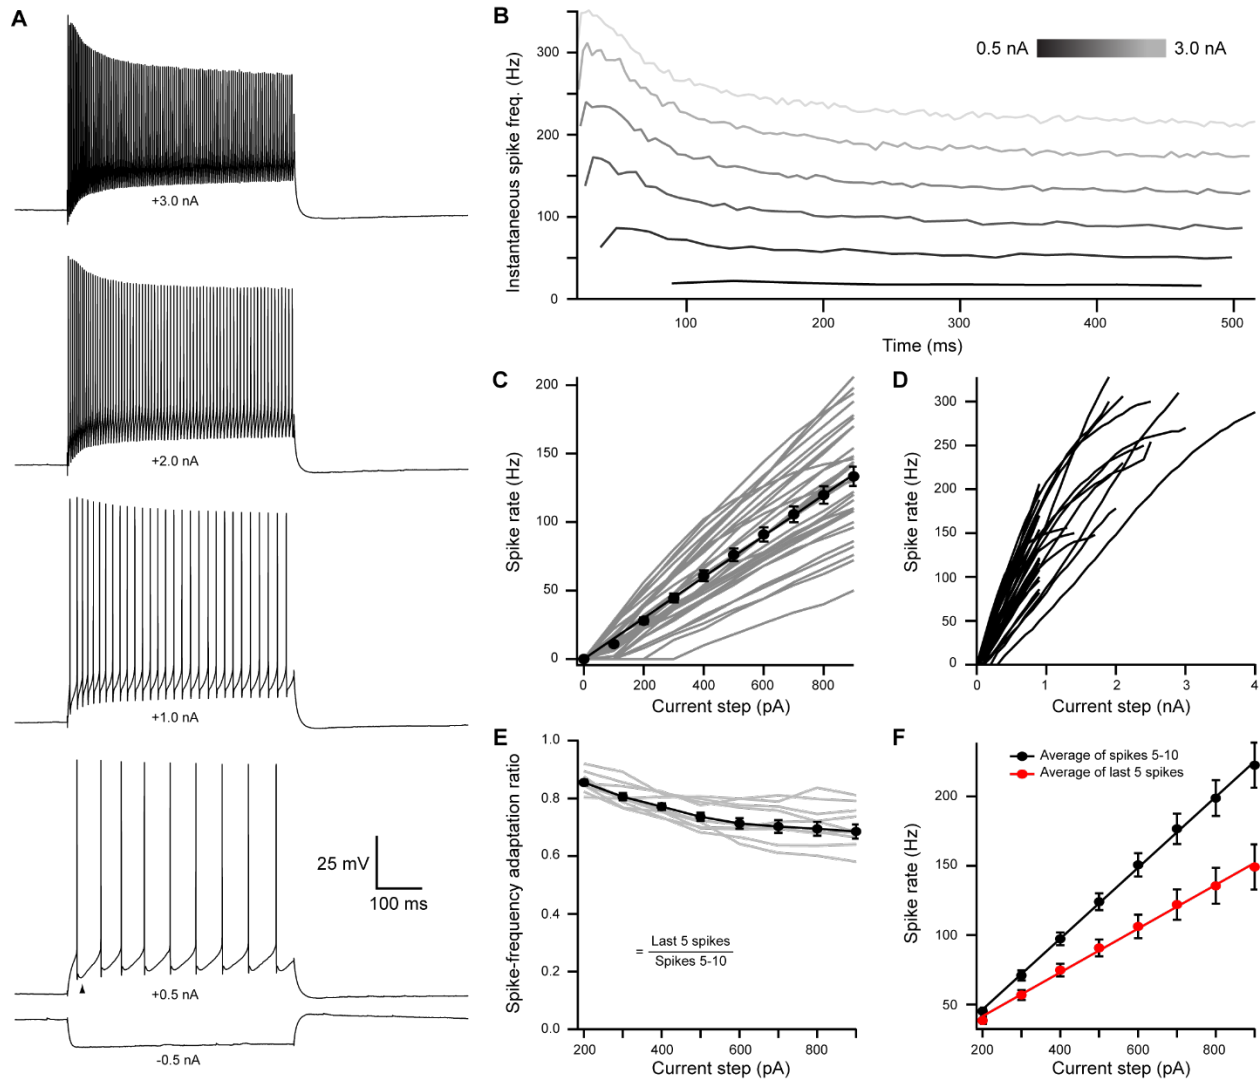 A
+3.0 nA
+2.0 nA
+1.0 nA
25 mV
100 ms
+0.5 nA
-0.5 nA
B
Instantaneous spike freq. (Hz)
300
200
100
0
0.5 nA
3.0 nA
100
200
300
400
500
Time (ms)
C
Spike rate (Hz)
200
150
100
50
0
0
200
400
600
800
Current step (pA)
D
Spike rate (Hz)
300
250
200
150
100
50
0
0
1
2
3
4
Current step (nA)
E
Spike-frequency adaptation ratio
1.0
0.8
0.6
0.4
0.2
0.0
= Last 5 spikes
Spikes 5-10
200
400
600
800
Current step (pA)
F
Average of spikes 5-10
Average of last 5 spikes
Spike rate (Hz)
200
150
100
50
200
400
600
800
Current step (pA)